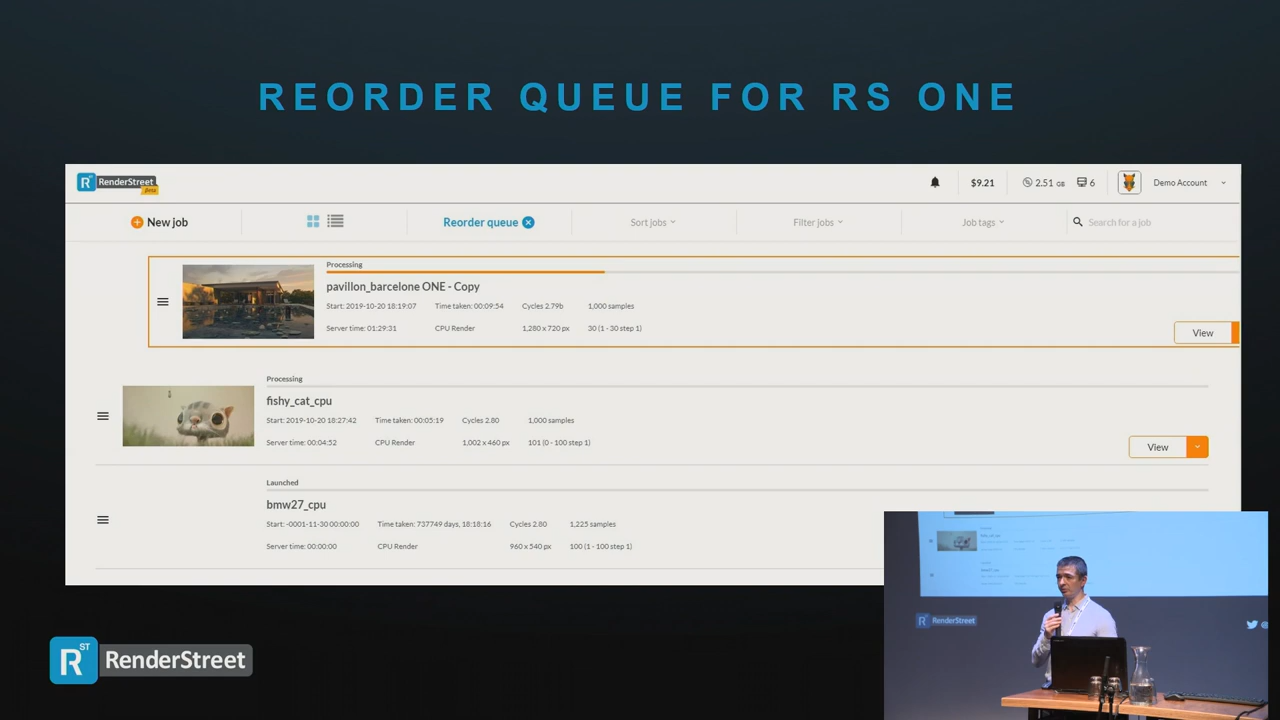 REORDER QUEUE FOR RS ONE
R ST RenderStreet Beta
$9.21
2.51 GB
6
Demo Account
New job
Reorder queue
Sort jobs
Filter jobs
Job tags
Search for a job
Processing
pavillon_barcelone ONE - Copy
Start: 2019-10-20 18:19:07 Time taken: 00:09:54 Cycles 2.79b 1,000 samples
Server time: 01:29:31 CPU Render 1,280 x 720 px 30 (1 - 30 step 1)
View
Processing
fishy_cat_cpu
Start: 2019-10-20 18:27:42 Time taken: 00:05:19 Cycles 2.80 1,000 samples
Server time: 00:04:52 CPU Render 1,002 x 460 px 101 (0 - 100 step 1)
View
Launched
bmw27_cpu
Start: -0001-11-30 00:00:00 Time taken: 737749 days, 18:18:16 Cycles 2.80 1,225 samples
Server time: 00:00:00 CPU Render 960 x 540 px 100 (1 - 100 step 1)
R ST RenderStreet
R RenderStreet